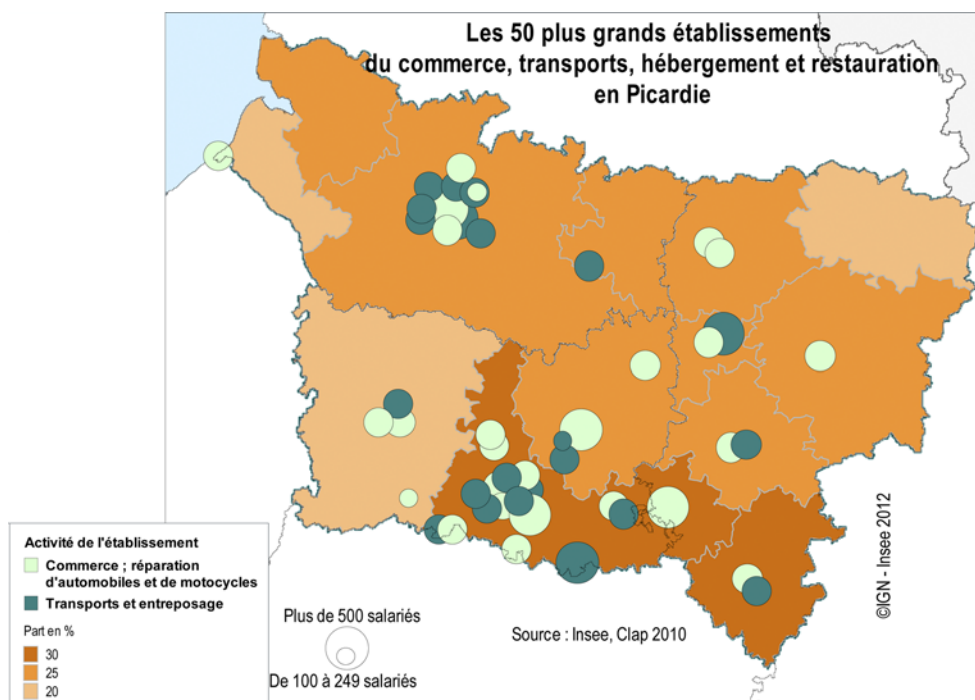 Les 50 plus grands établissements
du commerce, transports, hébergement et restauration
en Picardie
Activité de l'établissement
Commerce ; réparation
d'automobiles et de motocycles
Transports et entreposage
Part en %
30
25
20
Plus de 500 salariés
De 100 à 249 salariés
Source : Insee, Clap 2010
©IGN - Insee 2012